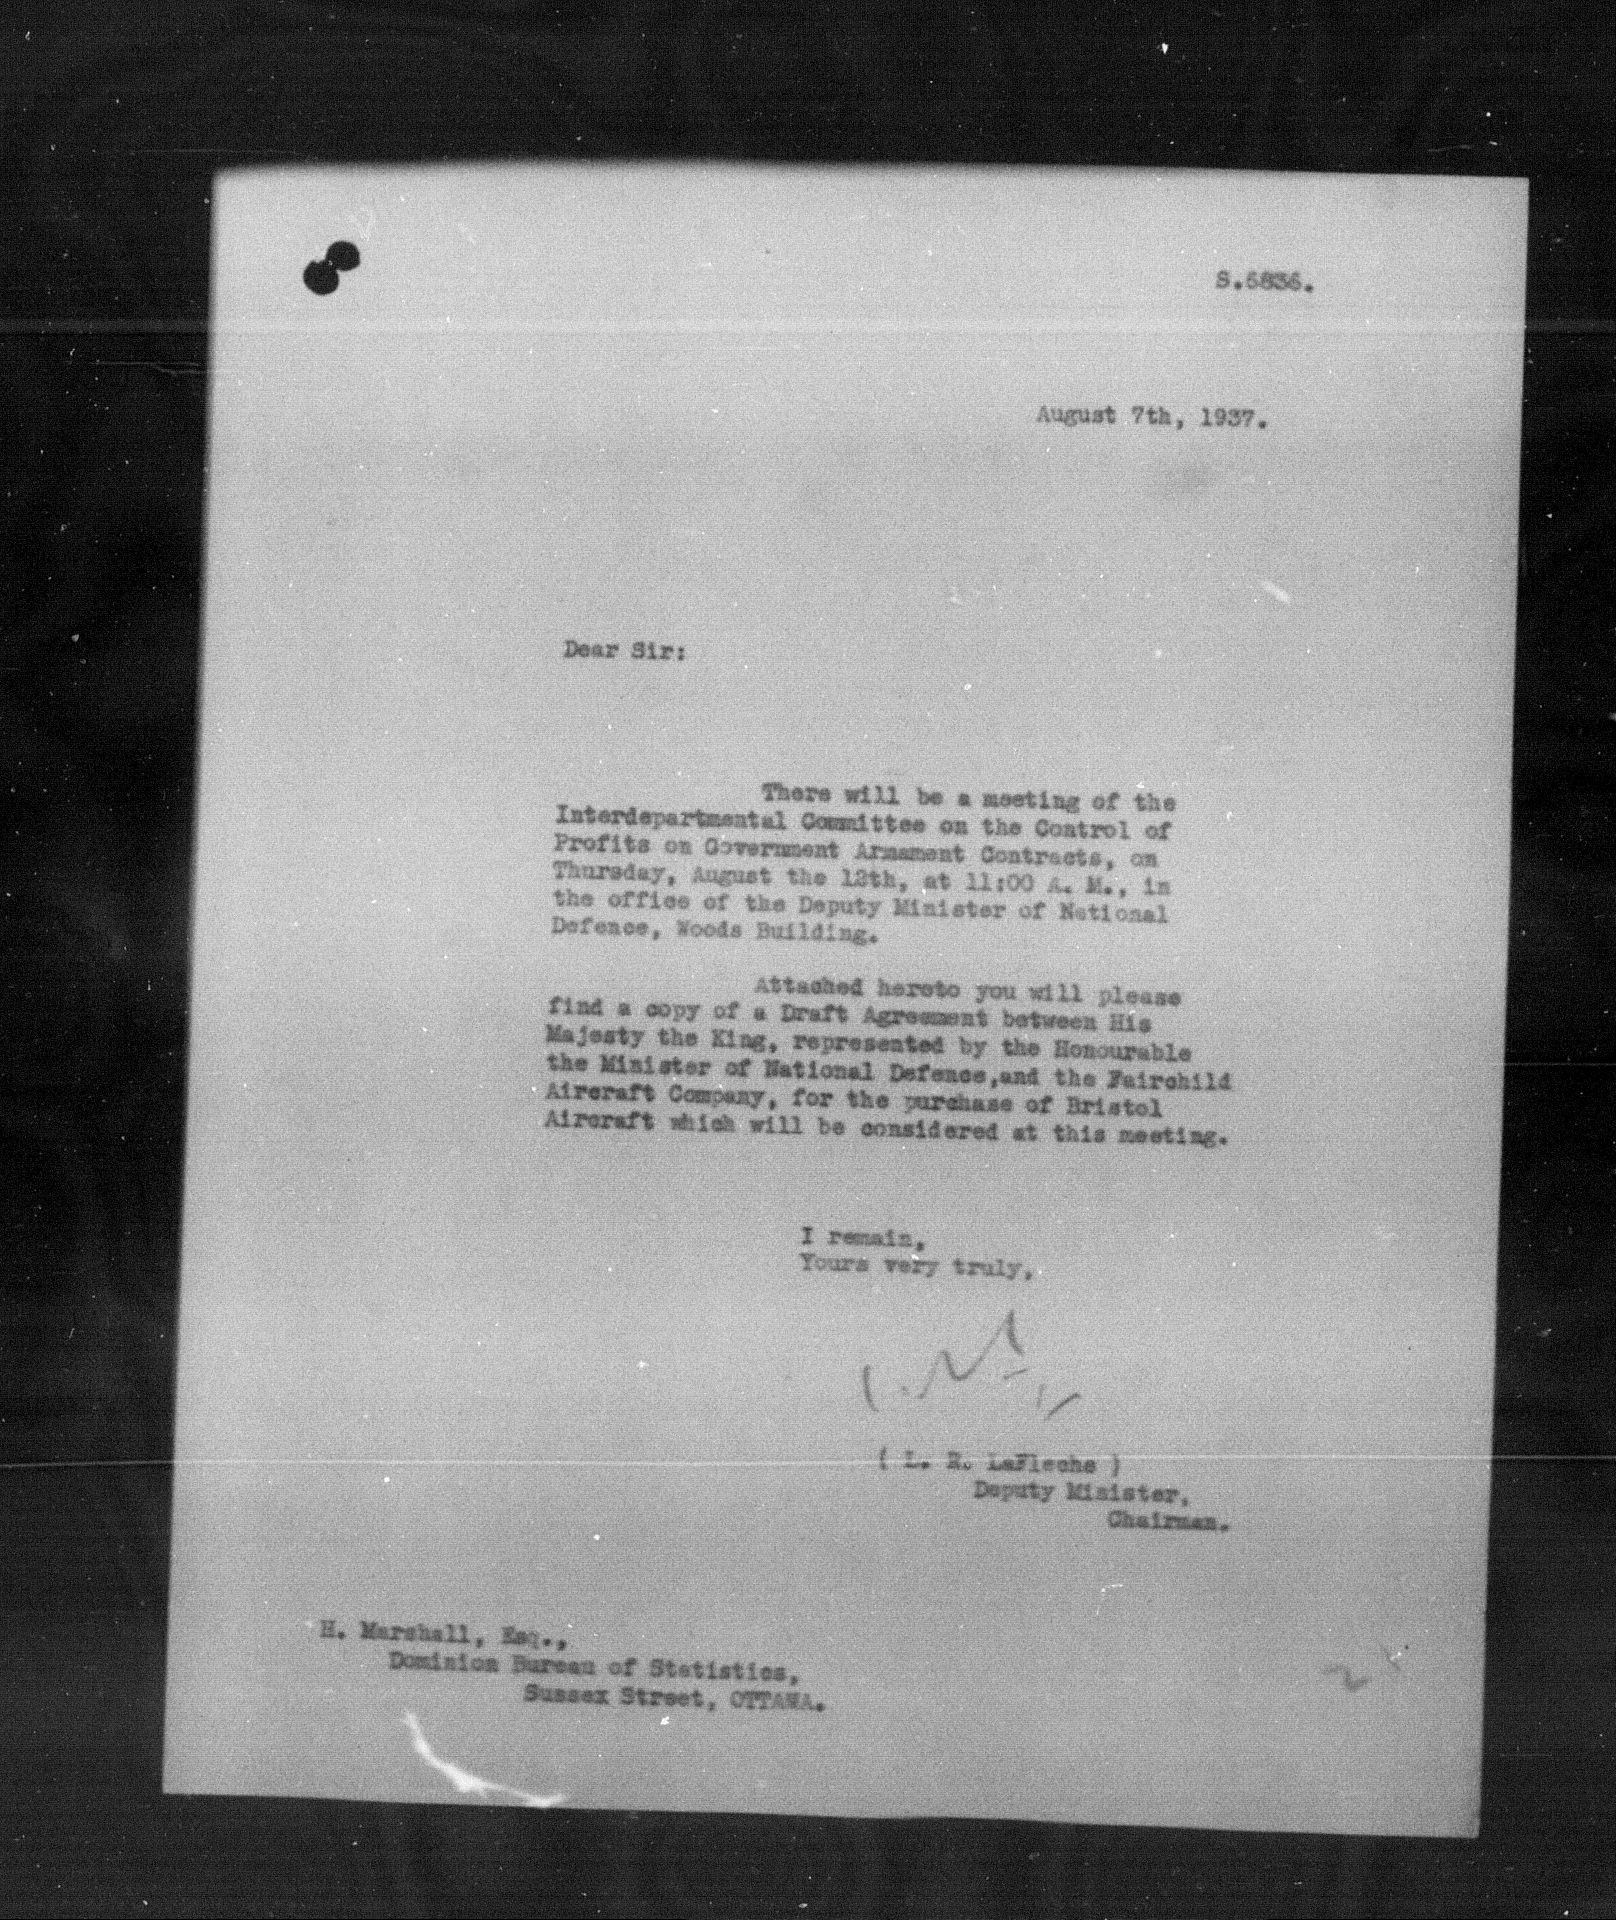 S.5836.
August 7th, 1937.
Dear Sir:
There will be a meeting of the
Interdepartmental Committee on the Control of
Profits on Government Armament Contracts, on
Thursday, August the 12th, at 11:00 A. M., in
the office of the Deputy Minister of National
Defence, Woods Building.
Attached hereto you will please
find a copy of a Draft Agreement between His
Majesty the King, represented by the Honourable
the Minister of National Defence,and the Fairchild
Aircraft Company, for the purchase of Bristol
Aircraft which will be considered at this meeting.
I remain,
Yours very truly,
( L. R. LaFleche )
Deputy Minister,
Chairman.
H. Marshall, Esq.,
Dominion Bureau of Statistics,
Sussex Street, OTTAWA.